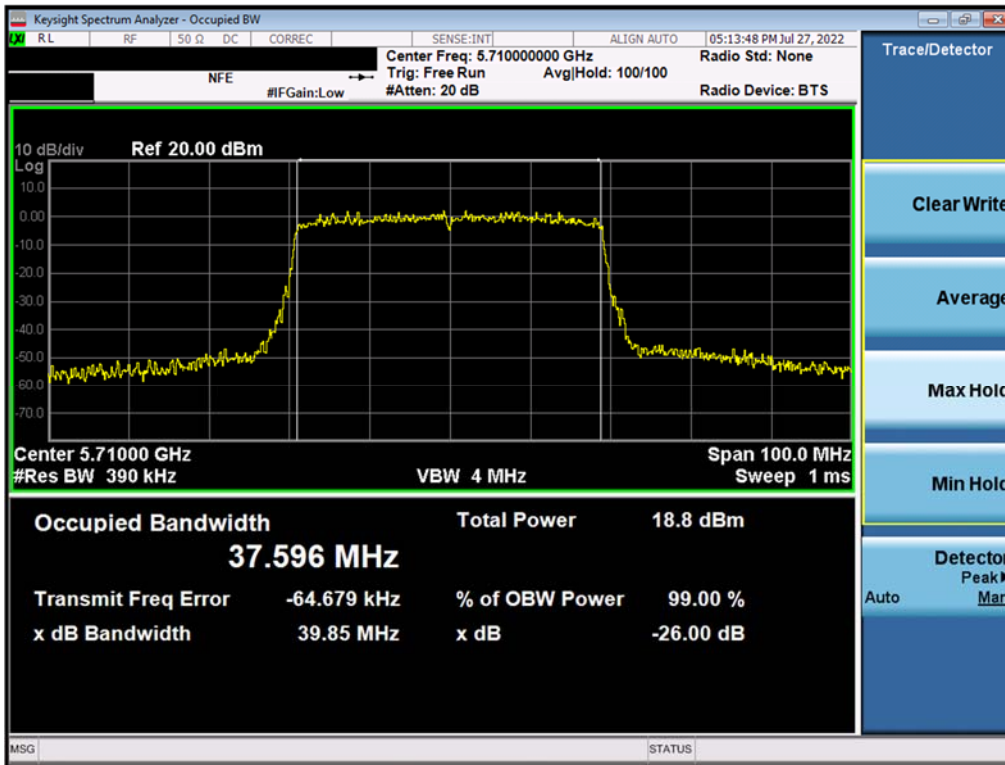 Keysight Spectrum Analyzer - Occupied BW
LXI RL RF 50 Ω DC CORREC SENSE:INT ALIGN AUTO 05:13:48 PM Jul 27, 2022
Center Freq: 5.710000000 GHz Radio Std: None
NFE Trig: Free Run Avg|Hold: 100/100
#IFGain:Low #Atten: 20 dB Radio Device: BTS
Trace/Detector
10 dB/div Ref 20.00 dBm
Log
10.0
0.00
-10.0
-20.0
-30.0
-40.0
-50.0
-60.0
-70.0
Center 5.71000 GHz Span 100.0 MHz
#Res BW 390 kHz VBW 4 MHz Sweep 1 ms
Occupied Bandwidth Total Power 18.8 dBm
37.596 MHz
Transmit Freq Error -64.679 kHz % of OBW Power 99.00 %
x dB Bandwidth 39.85 MHz x dB -26.00 dB
Clear Write
Average
Max Hold
Min Hold
Detector
Peak
Auto Man
MSG STATUS